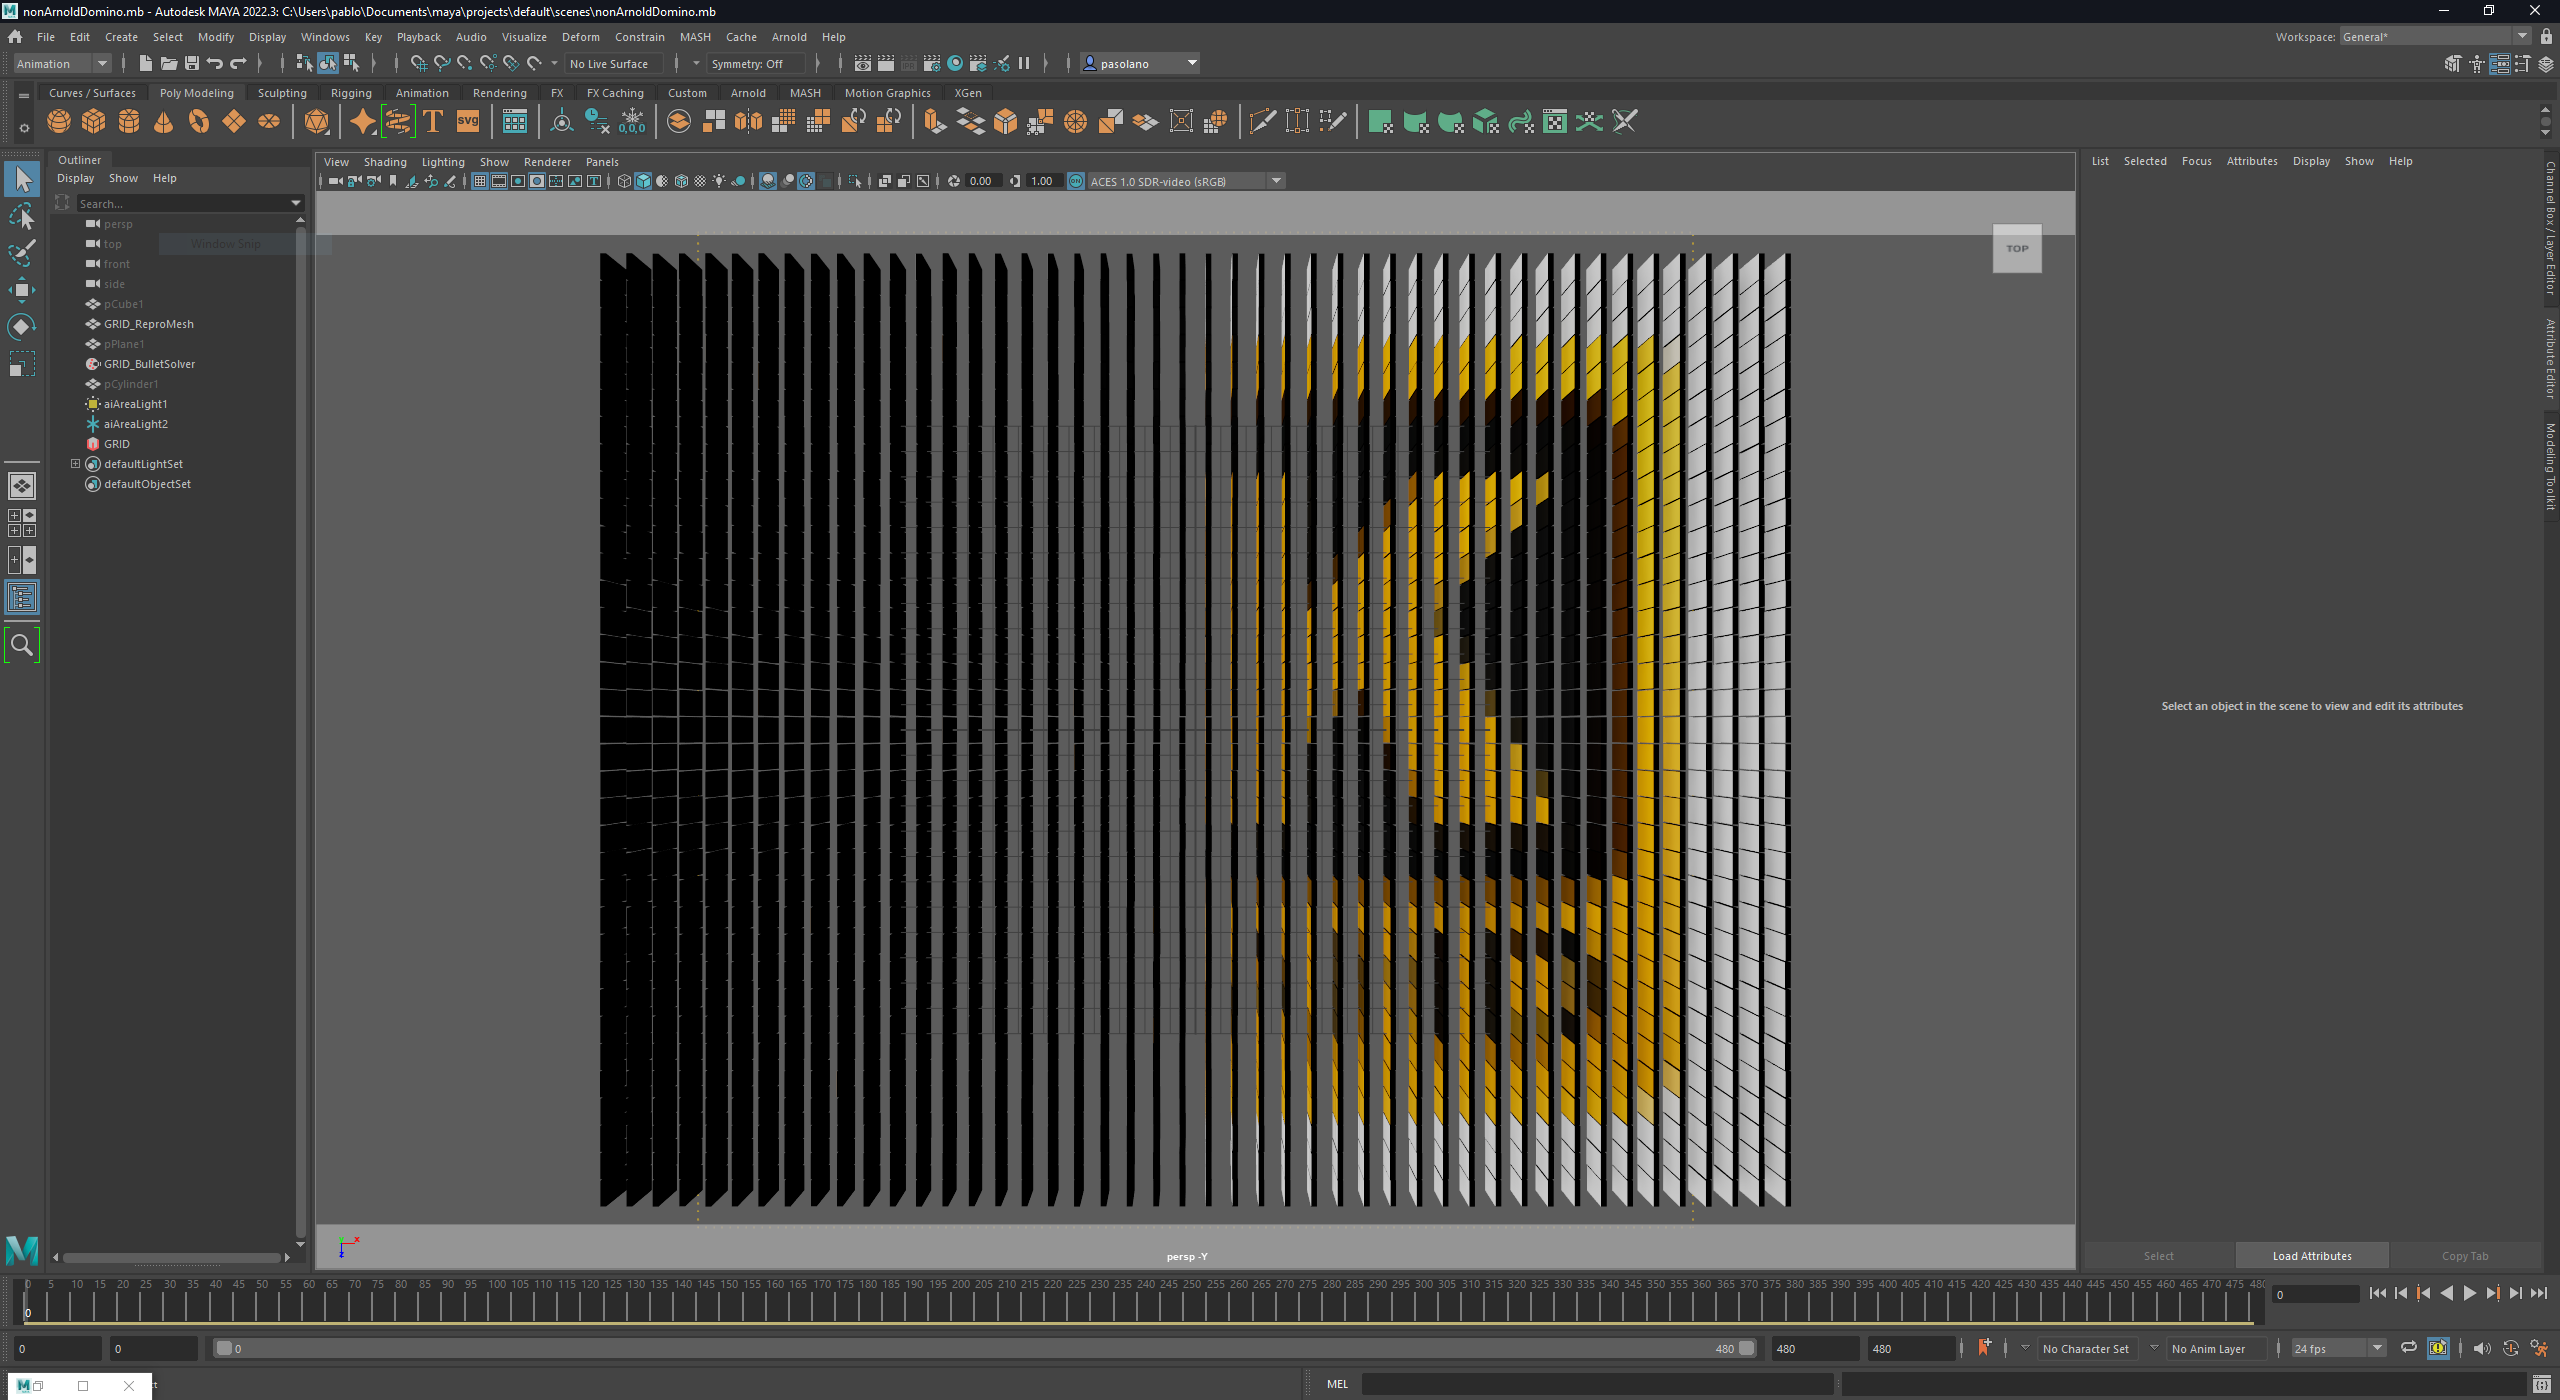 nonArnoldDomino.mb - Autodesk MAYA 2022.3: C:\Users\pablo\Documents\maya\projects\default\scenes\nonArnoldDomino.mb
File Edit Create Select Modify Display Windows Key Playback Audio Visualize Deform Constrain MASH Cache Arnold Help
Workspace: General*
Animation
No Live Surface
Symmetry: Off
pasolano
Curves / Surfaces Poly Modeling Sculpting Rigging Animation Rendering FX FX Caching Custom Arnold MASH Motion Graphics XGen
T svg 0,0,0
Outliner
Display Show Help
Search...
persp
top
Window Snip
front
side
pCube1
GRID_ReproMesh
pPlane1
GRID_BulletSolver
pCylinder1
aiAreaLight1
aiAreaLight2
GRID
defaultLightSet
defaultObjectSet
View Shading Lighting Show Renderer Panels
0.00 1.00 ACES 1.0 SDR-video (sRGB)
TOP
persp -Y
List Selected Focus Attributes Display Show Help
Select an object in the scene to view and edit its attributes
Select Load Attributes Copy Tab
Channel Box / Layer Editor
Attribute Editor
Modeling Toolkit
0 5 10 15 20 25 30 35 40 45 50 55 60 65 70 75 80 85 90 95 100 105 110 115 120 125 130 135 140 145 150 155 160 165 170 175 180 185 190 195 200 205 210 215 220 225 230 235 240 245 250 255 260 265 270 275 280 285 290 295 300 305 310 315 320 325 330 335 340 345 350 355 360 365 370 375 380 385 390 395 400 405 410 415 420 425 430 435 440 445 450 455 460 465 470 475 480
0
0
0 0 0 480 480 480
No Character Set
No Anim Layer
24 fps
MEL